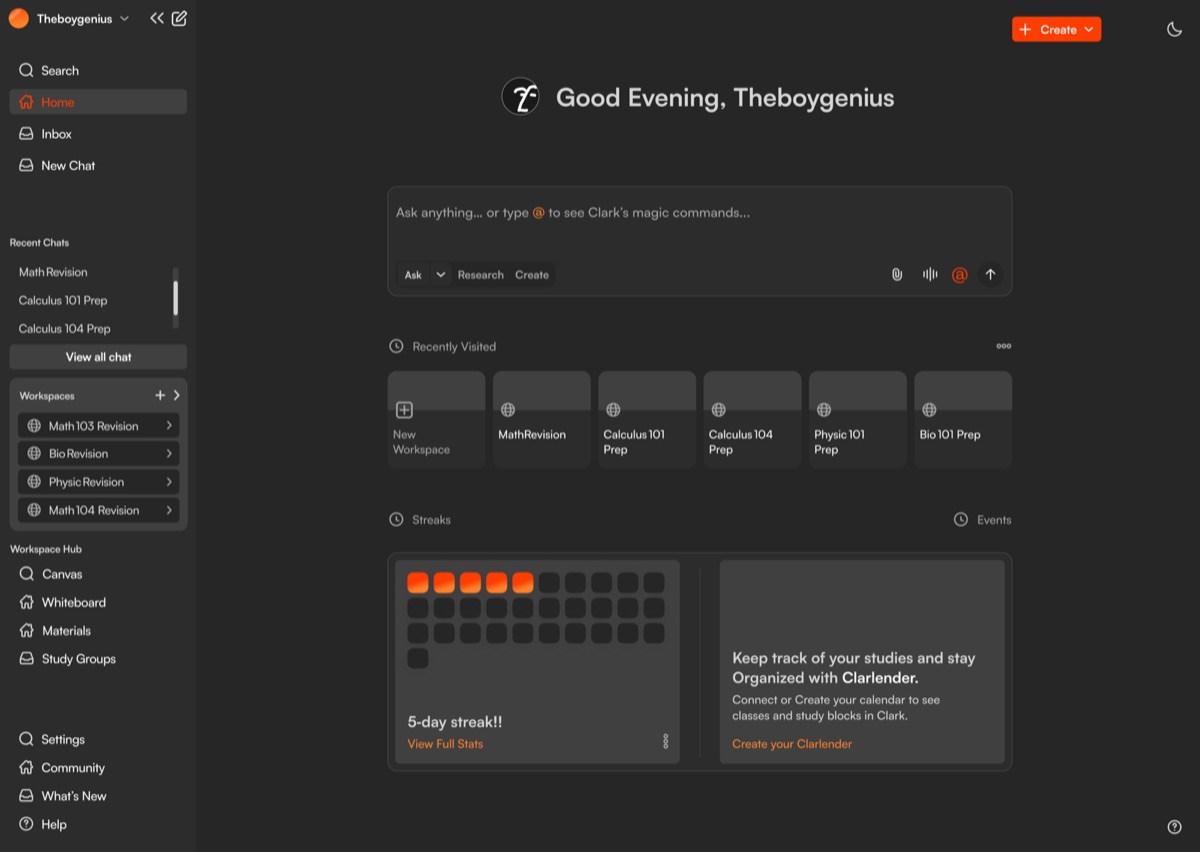 Theboygenius
Search
Home
Inbox
New Chat
Recent Chats
Math Revision
Calculus 101 Prep
Calculus 104 Prep
View all chat
Workspaces
Math 103 Revision
Bio Revision
Physic Revision
Math 104 Revision
Workspace Hub
Canvas
Whiteboard
Materials
Study Groups
Settings
Community
What's New
Help
+ Create
Good Evening, Theboygenius
Ask anything... or type @ to see Clark's magic commands...
Ask Research Create @
Recently Visited
New
Workspace
MathRevision
Calculus 101
Prep
Calculus 104
Prep
Physic 101
Prep
Bio 101 Prep
Streaks
Events
5-day streak!!
View Full Stats
Keep track of your studies and stay
Organized with Clarlender.
Connect or Create your calendar to see
classes and study blocks in Clark.
Create your Clarlender